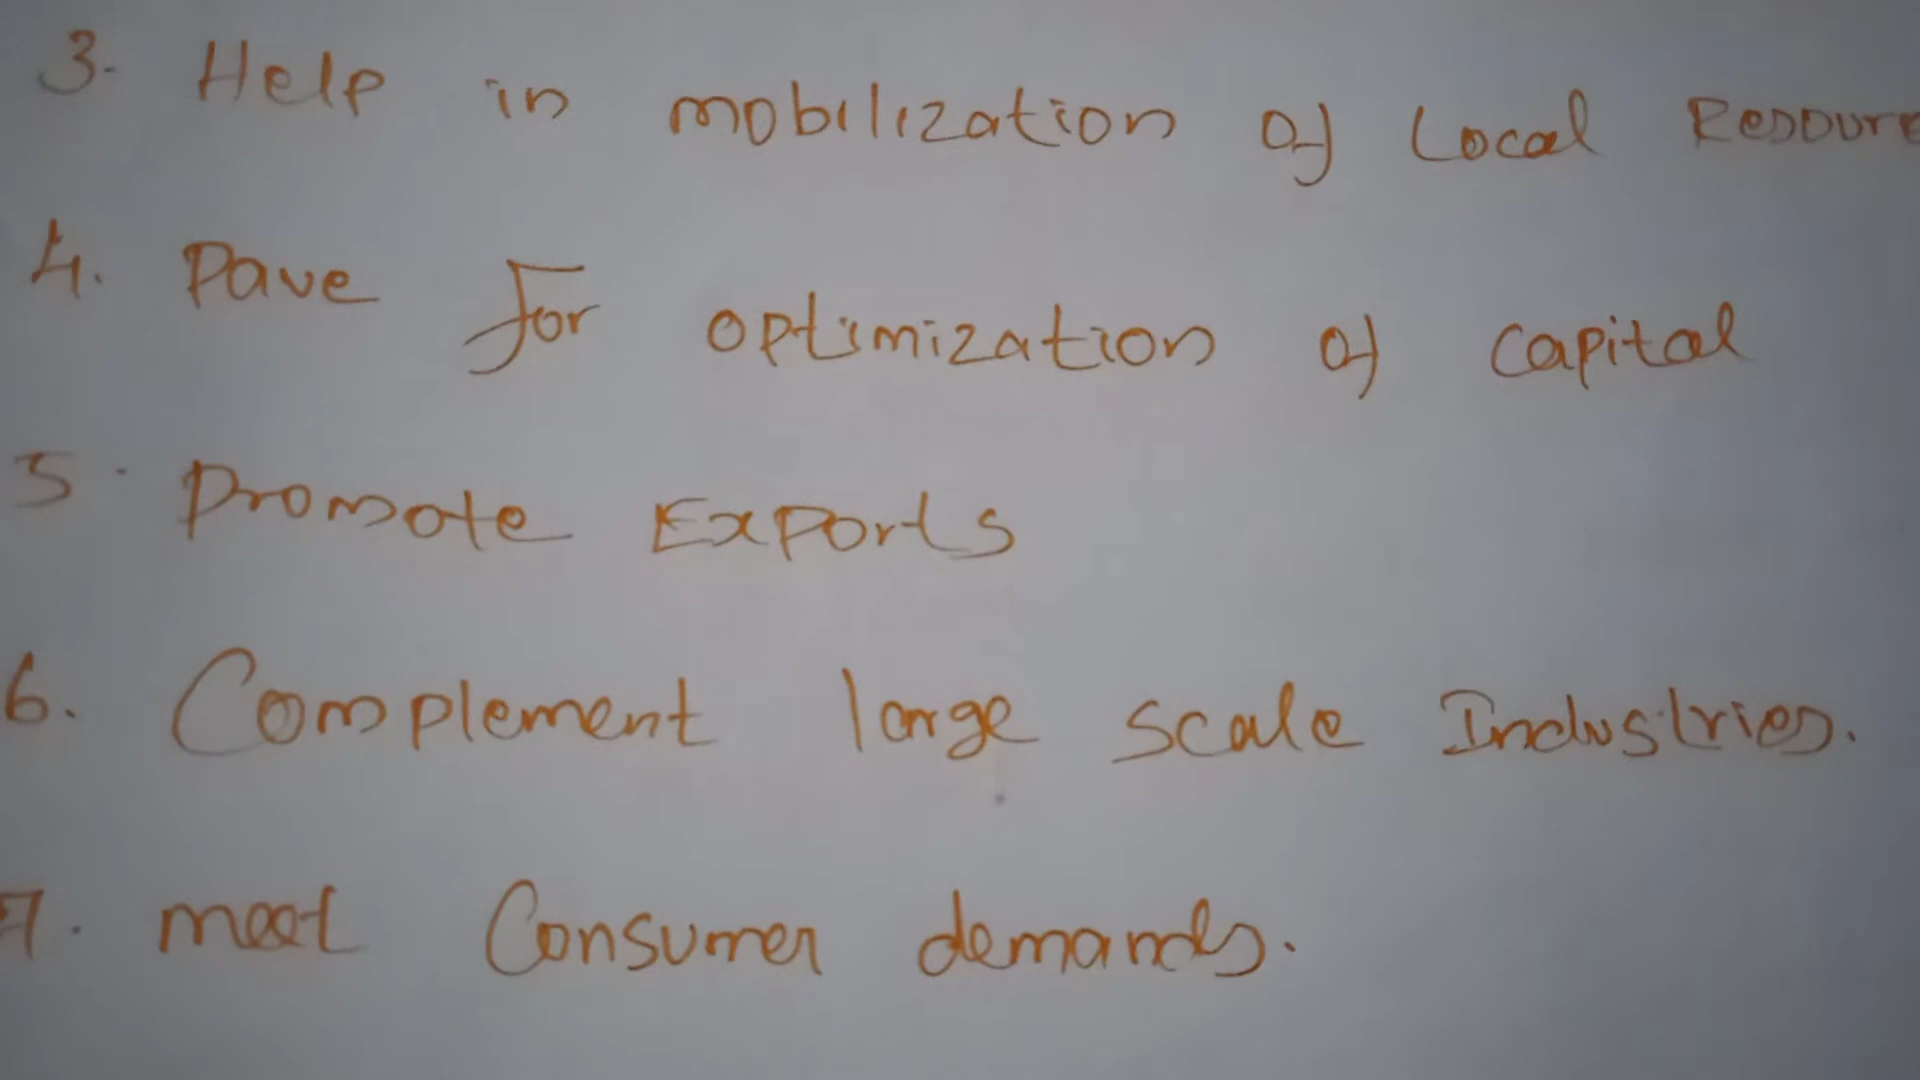 3. Help in mobilization of Local Resourc
4. Pave for optimization of capital
5. Promote Exports
6. Complement large scale Industries.
7. meet Consumer demands.